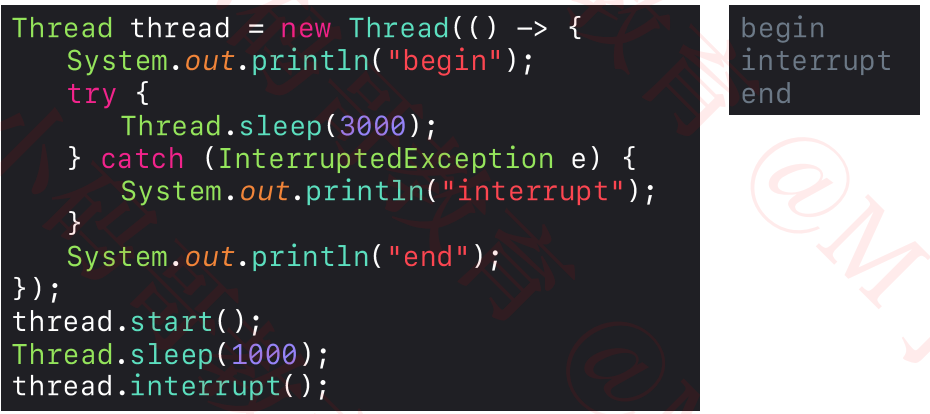 Thread thread = new Thread(() -> {
    System.out.println("begin");
    try {
        Thread.sleep(3000);
    } catch (InterruptedException e) {
        System.out.println("interrupt");
    }
    System.out.println("end");
});
thread.start();
Thread.sleep(1000);
thread.interrupt();
begin
interrupt
end